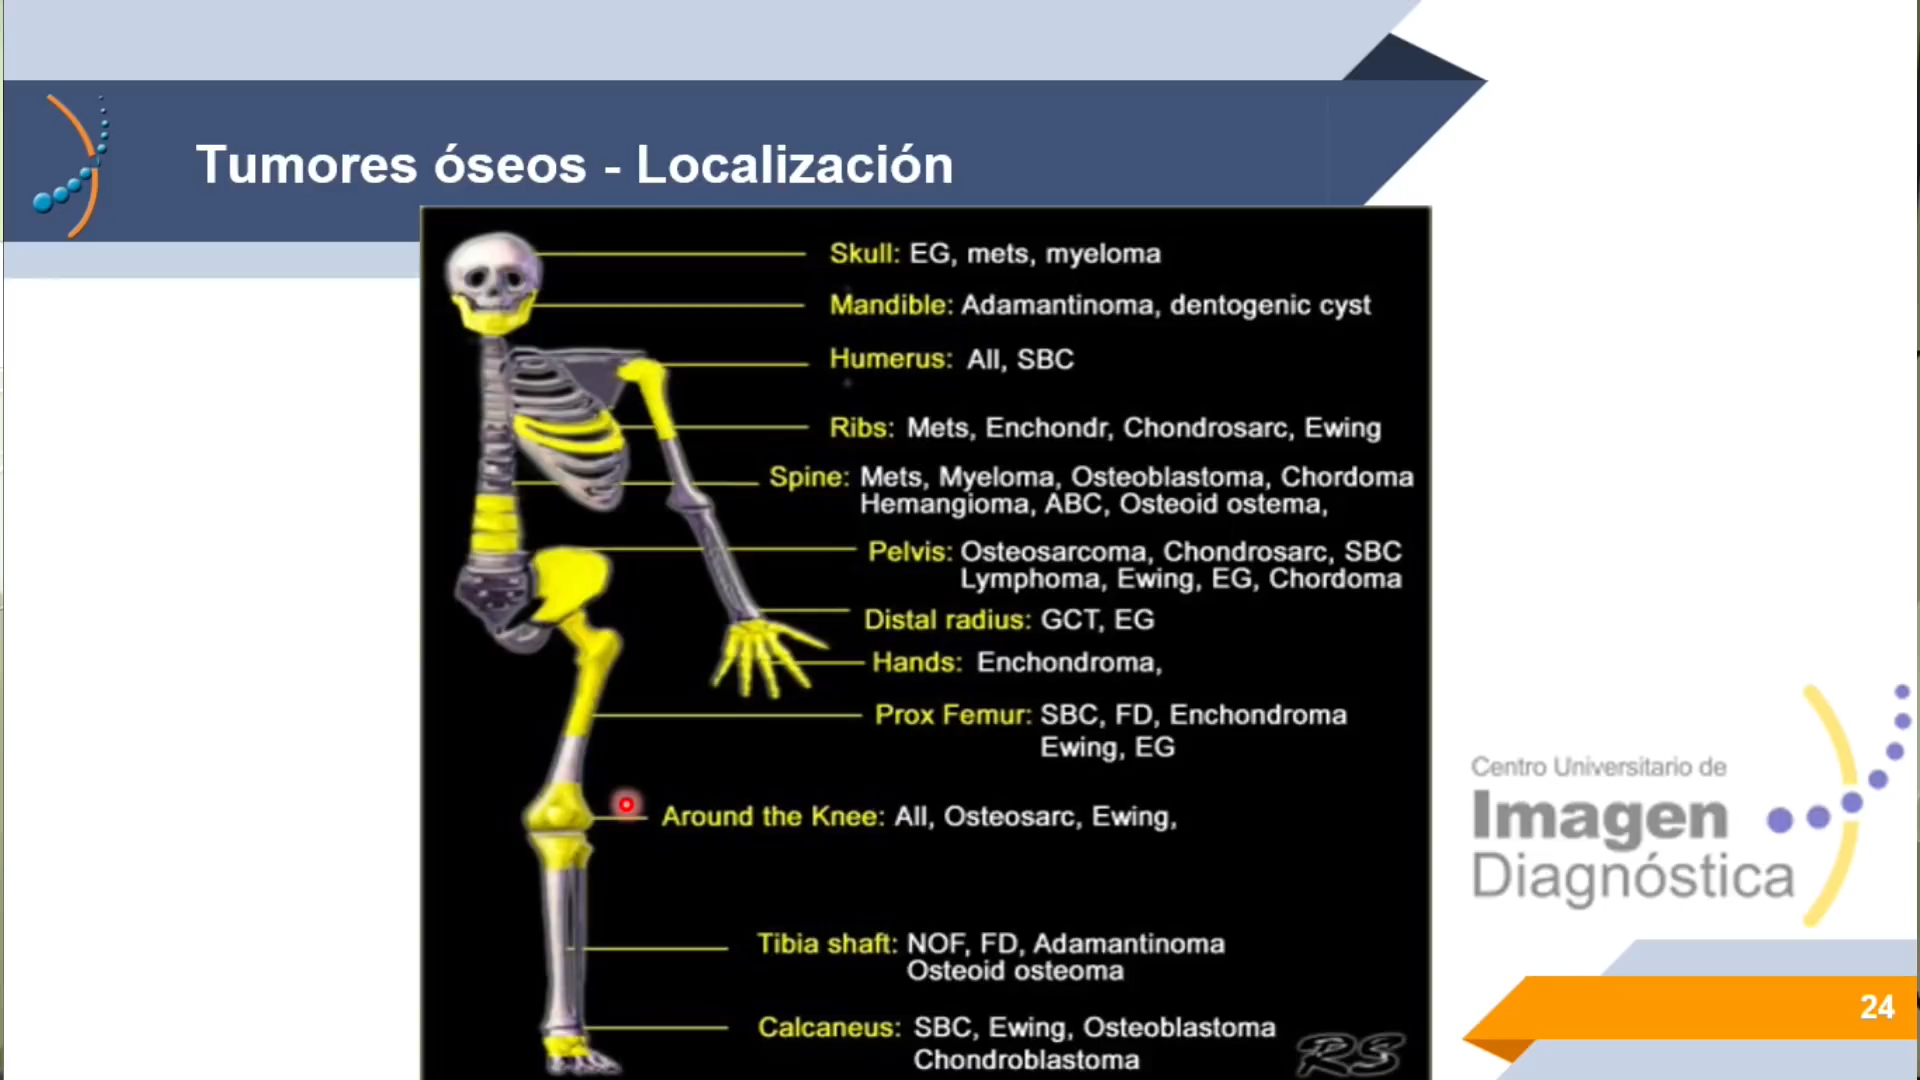 Tumores óseos - Localización
Skull: EG, mets, myeloma
Mandible: Adamantinoma, dentogenic cyst
Humerus: All, SBC
Ribs: Mets, Enchondr, Chondrosarc, Ewing
Spine: Mets, Myeloma, Osteoblastoma, Chordoma
Hemangioma, ABC, Osteoid ostema,
Pelvis: Osteosarcoma, Chondrosarc, SBC
Lymphoma, Ewing, EG, Chordoma
Distal radius: GCT, EG
Hands: Enchondroma,
Prox Femur: SBC, FD, Enchondroma
Ewing, EG
Around the Knee: All, Osteosarc, Ewing,
Tibia shaft: NOF, FD, Adamantinoma
Osteoid osteoma
Calcaneus: SBC, Ewing, Osteoblastoma
Chondroblastoma
RS
Centro Universitario de
Imagen
Diagnóstica
24